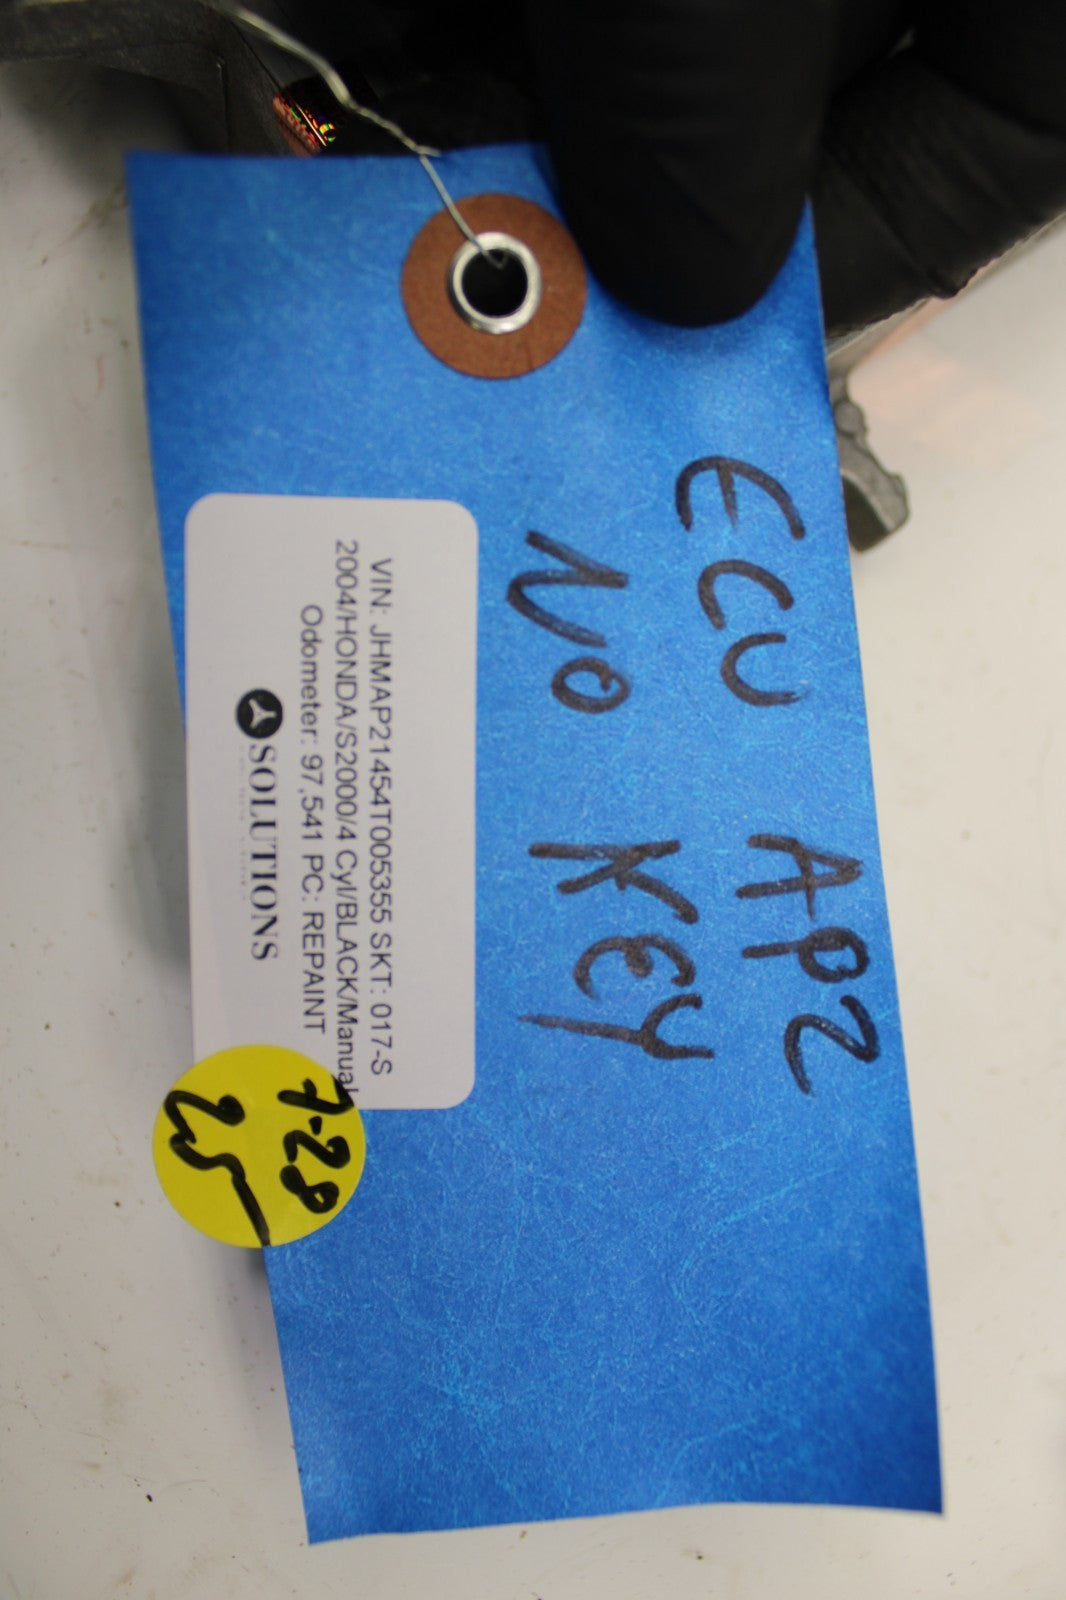 ECU AP2
NO KEY
VIN: JHMAP21454T005355 SKT: 017-S
2004/HONDA/S2000/4 Cyl/BLACK/Manual
Odometer: 97,541 PC: REPAINT
SOLUTIONS
7-28
25